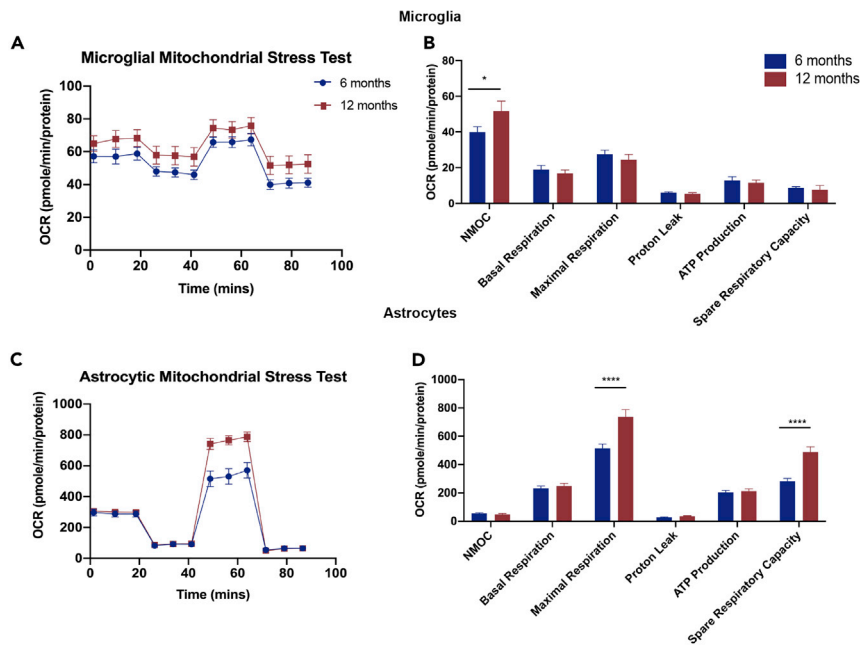 Microglia
A
Microglial Mitochondrial Stress Test
6 months
12 months
OCR (pmole/min/protein)
100
80
60
40
20
0
0 20 40 60 80 100
Time (mins)
B
6 months
12 months
OCR (pmole/min/protein)
80
60
40
20
0
*
NMOC
Basal Respiration
Maximal Respiration
Proton Leak
ATP Production
Spare Respiratory Capacity
Astrocytes
C
Astrocytic Mitochondrial Stress Test
OCR (pmole/min/protein)
1000
800
600
400
200
0
0 20 40 60 80 100
Time (mins)
D
OCR (pmole/min/protein)
1000
800
600
400
200
0
****
****
NMOC
Basal Respiration
Maximal Respiration
Proton Leak
ATP Production
Spare Respiratory Capacity